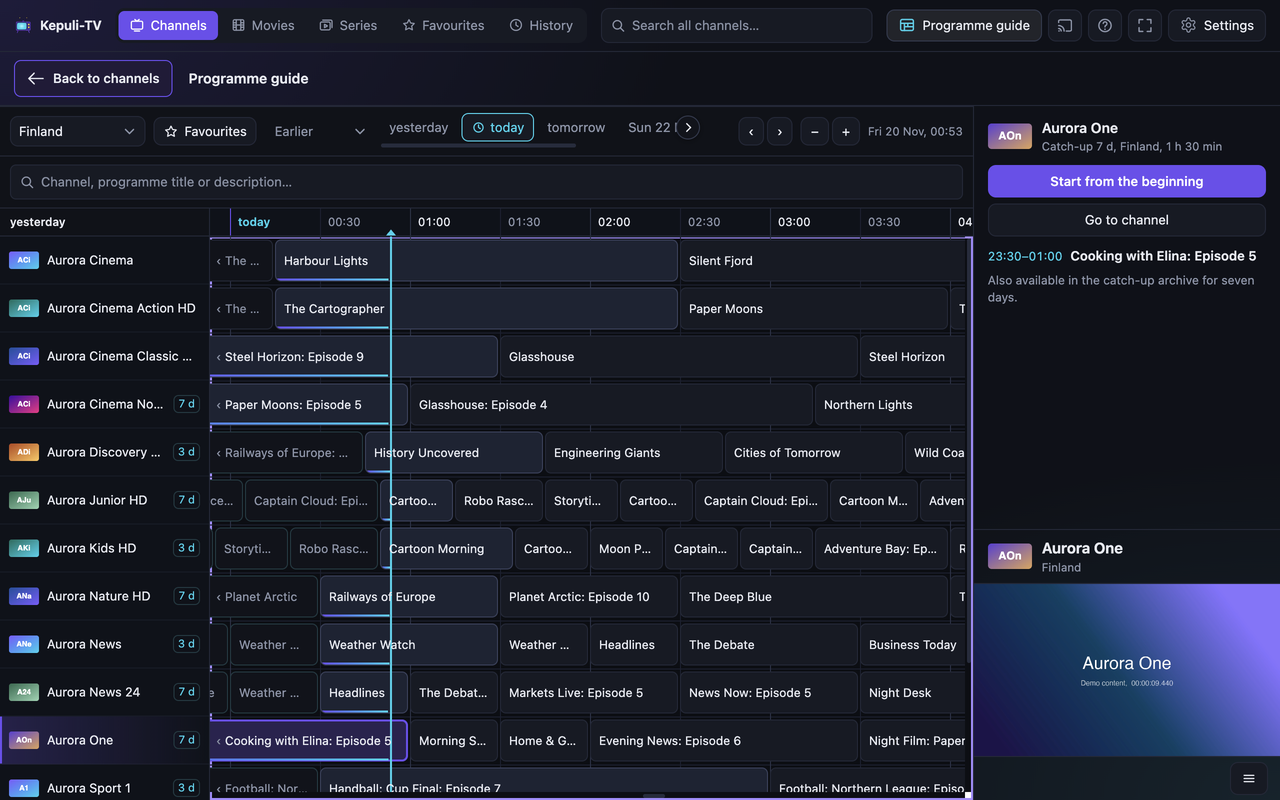 Kepuli-TV
Channels
Movies
Series
Favourites
History
Search all channels...
Programme guide
Settings
Back to channels
Programme guide
Finland
Favourites
Earlier
yesterday
today
tomorrow
Sun 22
Fri 20 Nov, 00:53
Channel, programme title or description...
yesterday
today
00:30
01:00
01:30
02:00
02:30
03:00
03:30
04
ACi Aurora Cinema
‹ The ...
Harbour Lights
Silent Fjord
ACi Aurora Cinema Action HD
‹ The ...
The Cartographer
Paper Moons
T
ACi Aurora Cinema Classic ...
‹ Steel Horizon: Episode 9
Glasshouse
Steel Horizon
ACi Aurora Cinema No... 7 d
‹ Paper Moons: Episode 5
Glasshouse: Episode 4
Northern Lights
ADi Aurora Discovery ... 3 d
‹ Railways of Europe: ...
History Uncovered
Engineering Giants
Cities of Tomorrow
Wild Coa
AJu Aurora Junior HD 7 d
ce...
Captain Cloud: Epi...
Cartoo...
Robo Rasc...
Storyti...
Cartoo...
Captain Cloud: Epi...
Cartoon M...
Adven
AKi Aurora Kids HD 3 d
Storyti...
Robo Rasc...
Cartoon Morning
Cartoo...
Moon P...
Captain...
Captain...
Adventure Bay: Ep...
R
ANa Aurora Nature HD 7 d
‹ Planet Arctic
Railways of Europe
Planet Arctic: Episode 10
The Deep Blue
T
ANe Aurora News 3 d
Weather ...
Weather Watch
Weather ...
Headlines
The Debate
Business Today
A24 Aurora News 24 7 d
e
Weather ...
Headlines
The Debat...
Markets Live: Episode 5
News Now: Episode 5
Night Desk
AOn Aurora One 7 d
‹ Cooking with Elina: Episode 5
Morning S...
Home & G...
Evening News: Episode 6
Night Film: Paper
A1 Aurora Sport 1 3 d
‹ Football: Nor...
Handball: Cup Final: Episode 7
Football: Northern League: Episo
AOn
Aurora One
Catch-up 7 d, Finland, 1 h 30 min
Start from the beginning
Go to channel
23:30–01:00 Cooking with Elina: Episode 5
Also available in the catch-up archive for seven
days.
AOn
Aurora One
Finland
Aurora One
Demo content, 00:00:09.440